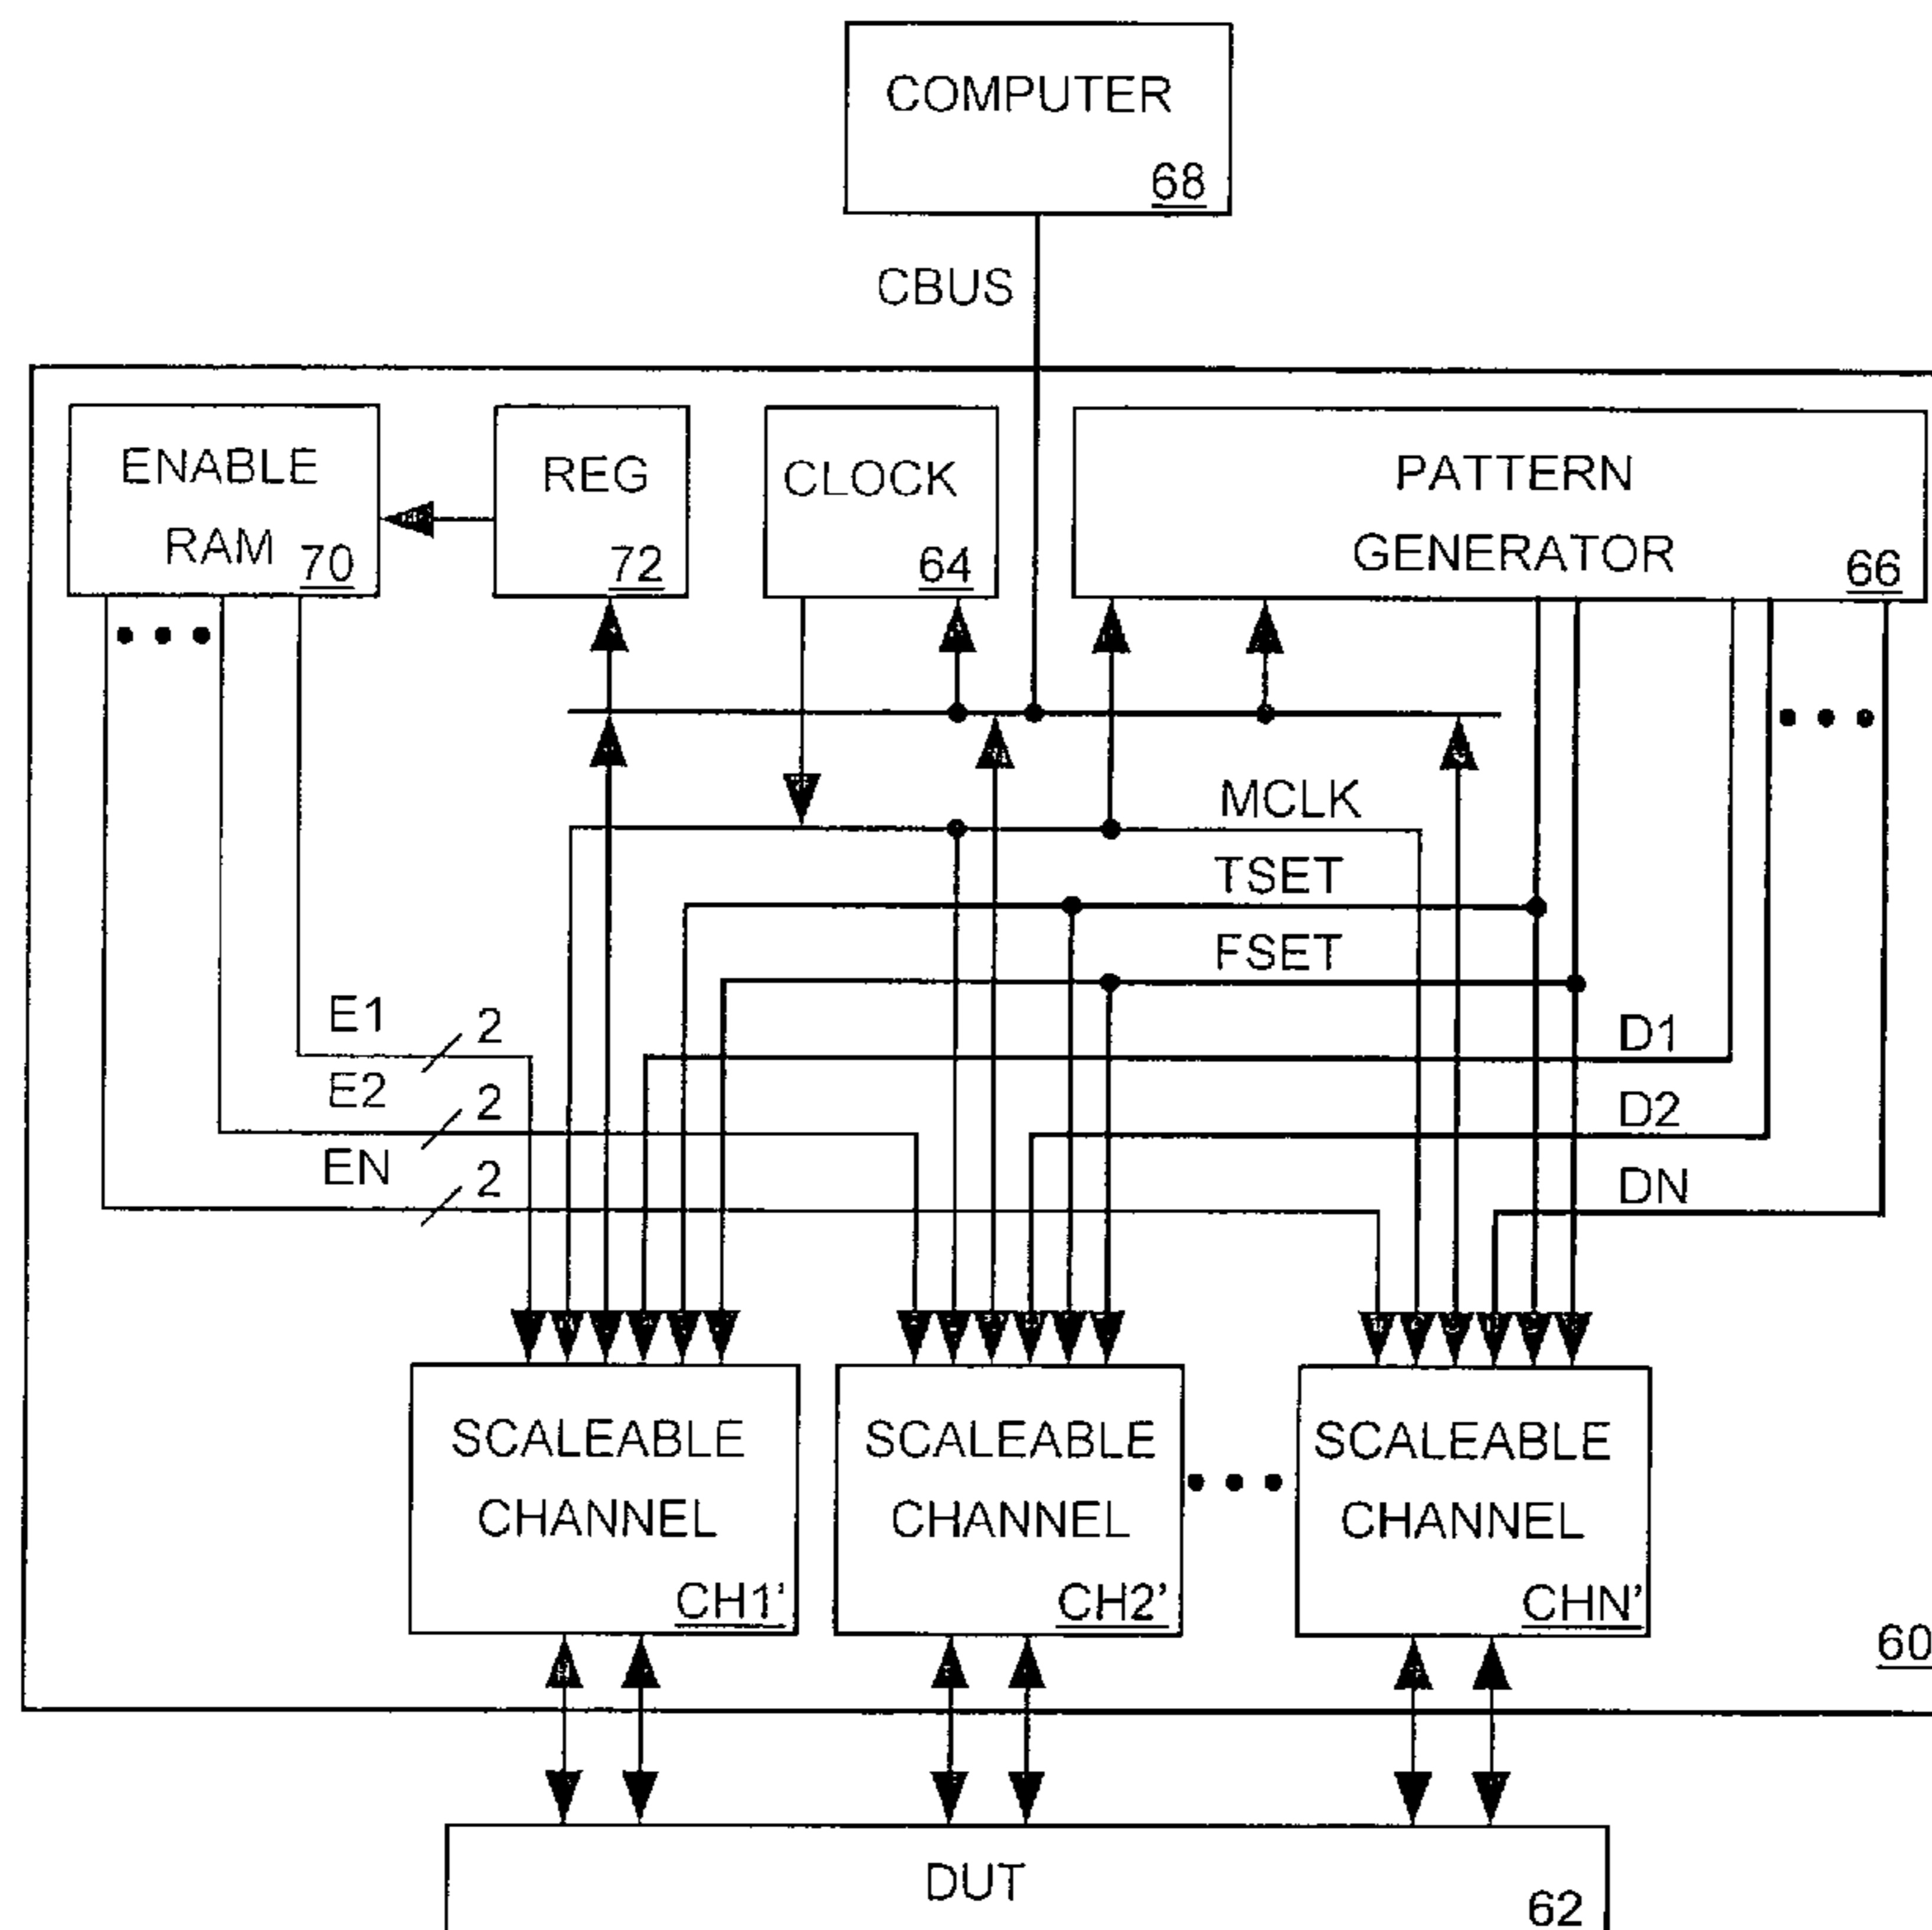 COMPUTER
68
CBUS
ENABLE
RAM
70
REG
72
CLOCK
64
PATTERN
GENERATOR
66
MCLK
TSET
FSET
E1
2
D1
E2
2
D2
EN
2
DN
SCALEABLE
CHANNEL
CH1'
SCALEABLE
CHANNEL
CH2'
SCALEABLE
CHANNEL
CHN'
60
DUT
62